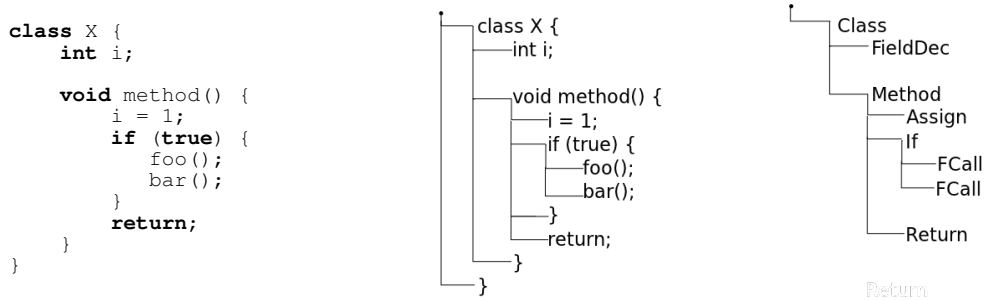 class X {
int i;
void method() {
i = 1;
if (true) {
foo();
bar();
}
return;
}
}
class X {
int i;
void method() {
i = 1;
if (true) {
foo();
bar();
}
return;
}
}
Class
FieldDec
Method
Assign
If
FCall
FCall
Return
Return